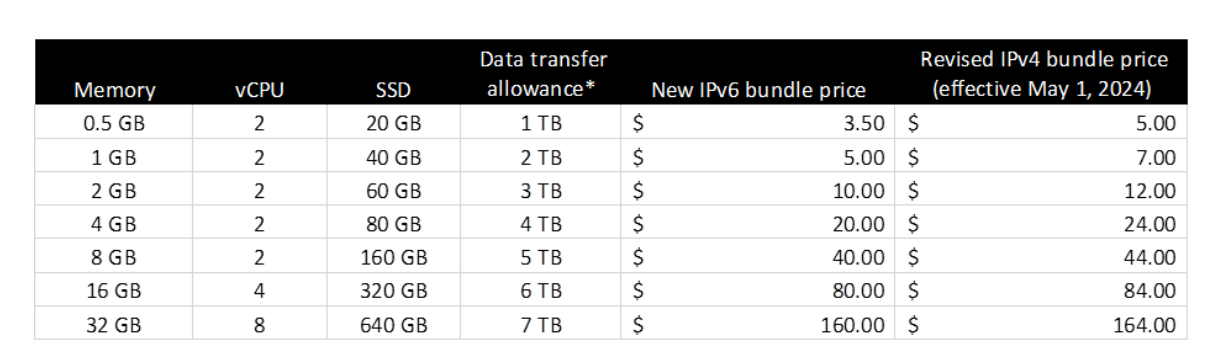 Memory vCPU SSD Data transfer allowance* New IPv6 bundle price Revised IPv4 bundle price (effective May 1, 2024)
0.5 GB 2 20 GB 1 TB $ 3.50 $ 5.00
1 GB 2 40 GB 2 TB $ 5.00 $ 7.00
2 GB 2 60 GB 3 TB $ 10.00 $ 12.00
4 GB 2 80 GB 4 TB $ 20.00 $ 24.00
8 GB 2 160 GB 5 TB $ 40.00 $ 44.00
16 GB 4 320 GB 6 TB $ 80.00 $ 84.00
32 GB 8 640 GB 7 TB $ 160.00 $ 164.00